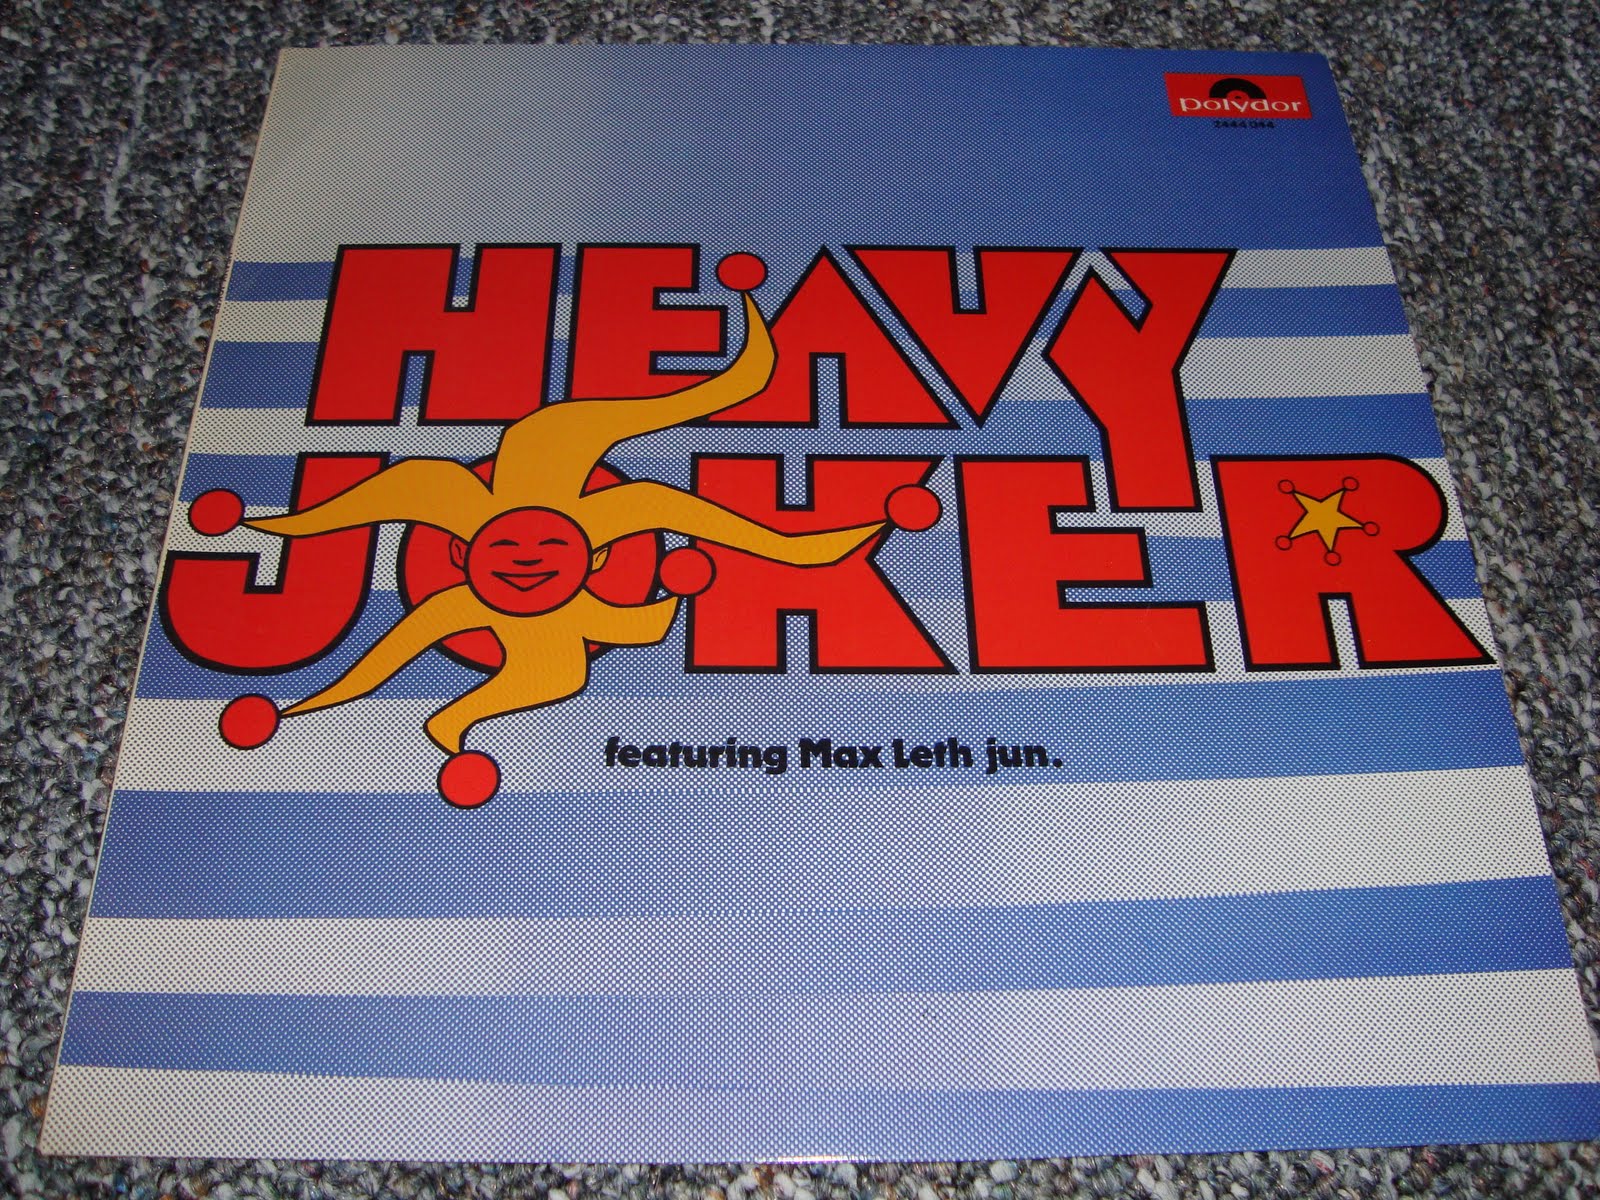 polydor
2444 044
HEAVY
JOKER
featuring Max Leth jun.